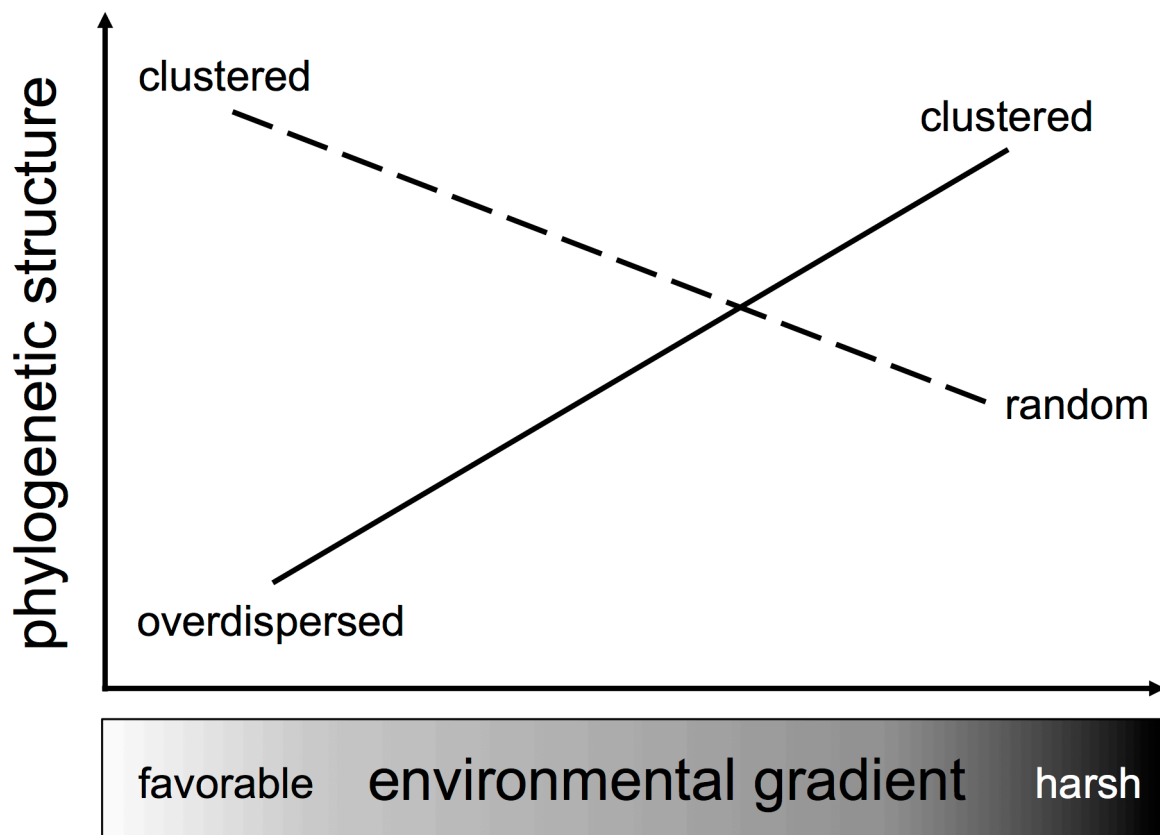 phylogenetic structure
clustered
clustered
random
overdispersed
favorable
environmental gradient
harsh